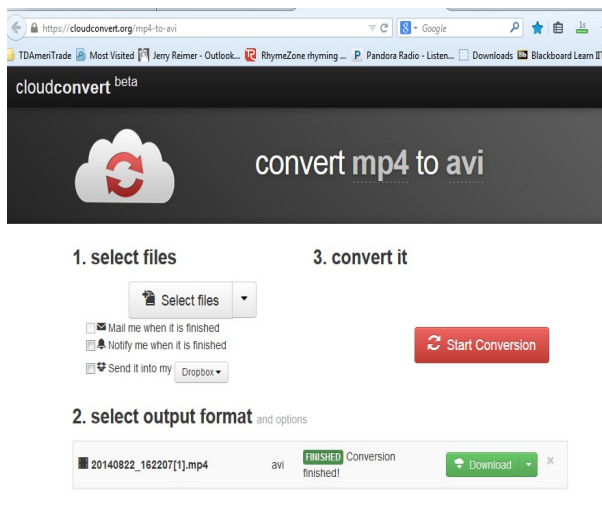 https://cloudconvert.org/mp4-to-avi
Google
TDAmeriTrade Most Visited Jerry Reimer - Outlook... RhymeZone rhyming ... Pandora Radio - Listen... Downloads Blackboard Learn
cloudconvert beta
convert mp4 to avi
1. select files
3. convert it
Select files
Mail me when it is finished
Notify me when it is finished
Start Conversion
Send it into my Dropbox
2. select output format and options
20140822_162207[1].mp4 avi FINISHED Conversion
finished!
Download